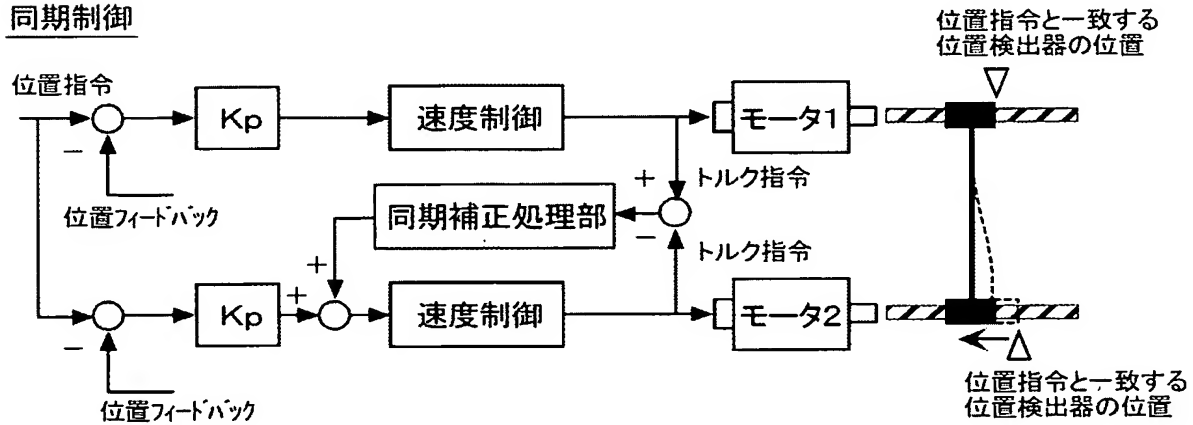 同期制御
位置指令と一致する
位置検出器の位置
位置指令
Kp
速度制御
モータ1
−
+
トルク指令
位置フィードバック
同期補正処理部
−
+
トルク指令
Kp
+
速度制御
モータ2
−
位置指令と一致する
位置検出器の位置
位置フィードバック